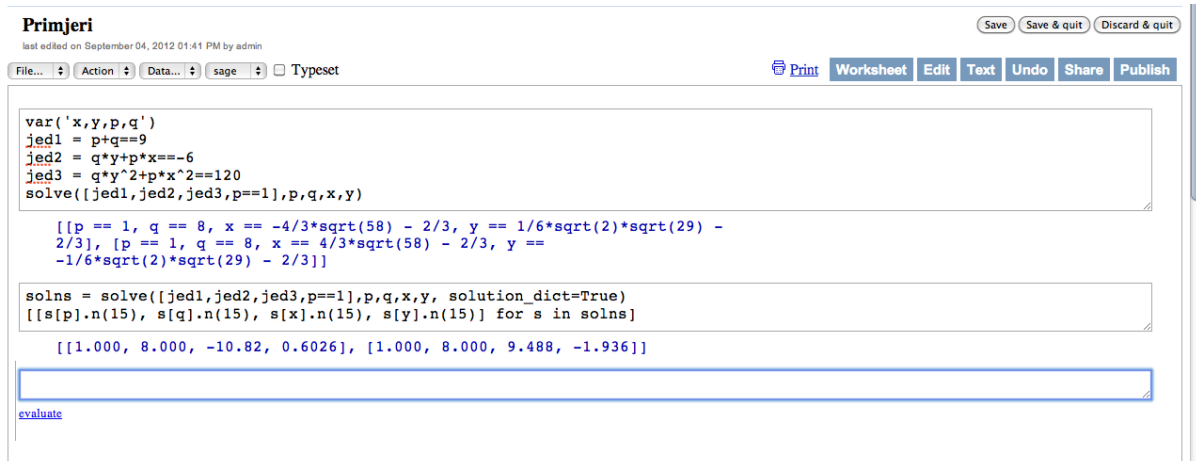 Primjeri
Save Save & quit Discard & quit
last edited on September 04, 2012 01:41 PM by admin
File... Action Data... sage Typeset Print Worksheet Edit Text Undo Share Publish
var('x,y,p,q')
jed1 = p+q==9
jed2 = q*y+p*x==-6
jed3 = q*y^2+p*x^2==120
solve([jed1,jed2,jed3,p==1],p,q,x,y)
[[p == 1, q == 8, x == -4/3*sqrt(58) - 2/3, y == 1/6*sqrt(2)*sqrt(29) -
2/3], [p == 1, q == 8, x == 4/3*sqrt(58) - 2/3, y ==
-1/6*sqrt(2)*sqrt(29) - 2/3]]
solns = solve([jed1,jed2,jed3,p==1],p,q,x,y, solution_dict=True)
[[s[p].n(15), s[q].n(15), s[x].n(15), s[y].n(15)] for s in solns]
[[1.000, 8.000, -10.82, 0.6026], [1.000, 8.000, 9.488, -1.936]]
evaluate